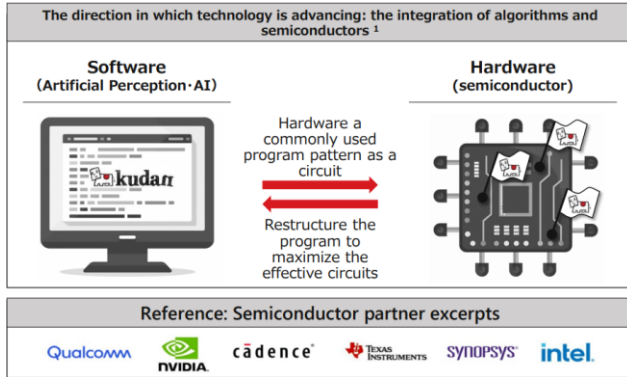 The direction in which technology is advancing: the integration of algorithms and
semiconductors 1
Software
(Artificial Perception·AI)
Hardware
(semiconductor)
Hardware a
commonly used
program pattern as a
circuit
kudan
Restructure the
program to
maximize the
effective circuits
Reference: Semiconductor partner excerpts
Qualcomm
NVIDIA.
cādence®
TEXAS
INSTRUMENTS
SYNOPSYS
intel.